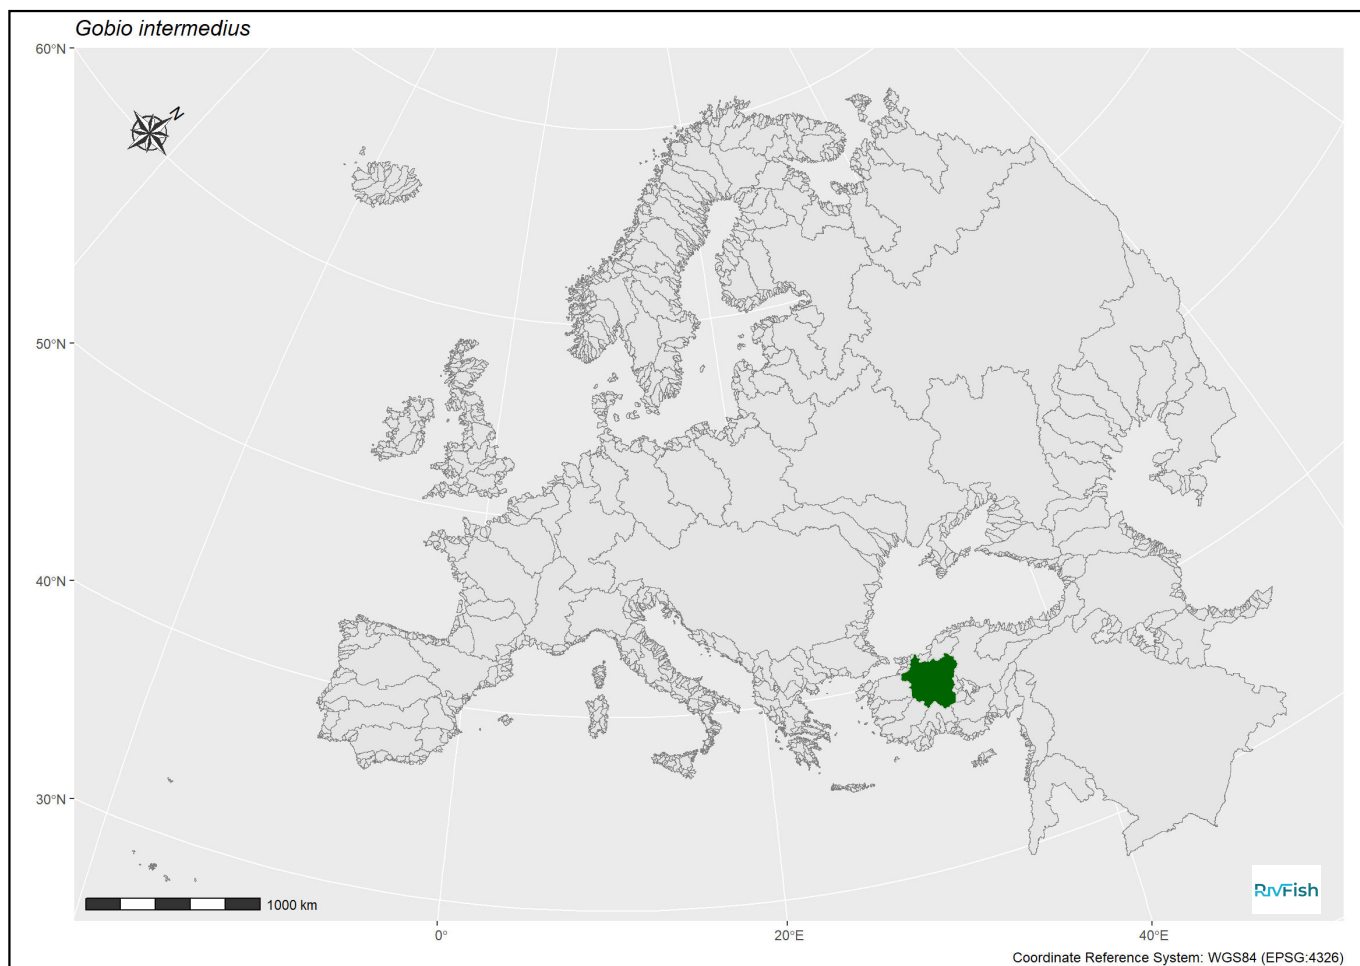 Gobio intermedius
60°N
N
50°N
40°N
30°N
1000 km
RIVFISH
0°
20°E
40°E
Coordinate Reference System: WGS84 (EPSG:4326)